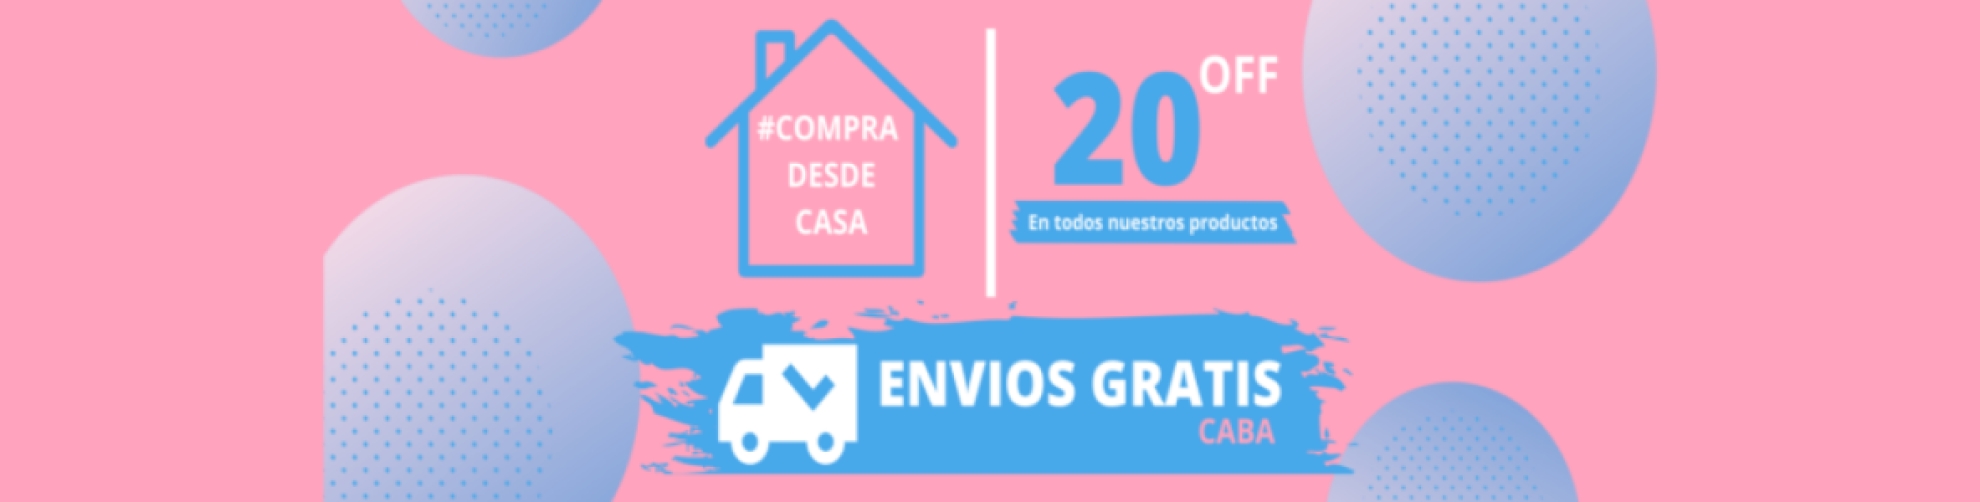 #COMPRA
DESDE
CASA
20 OFF
En todos nuestros productos
ENVIOS GRATIS
CABA